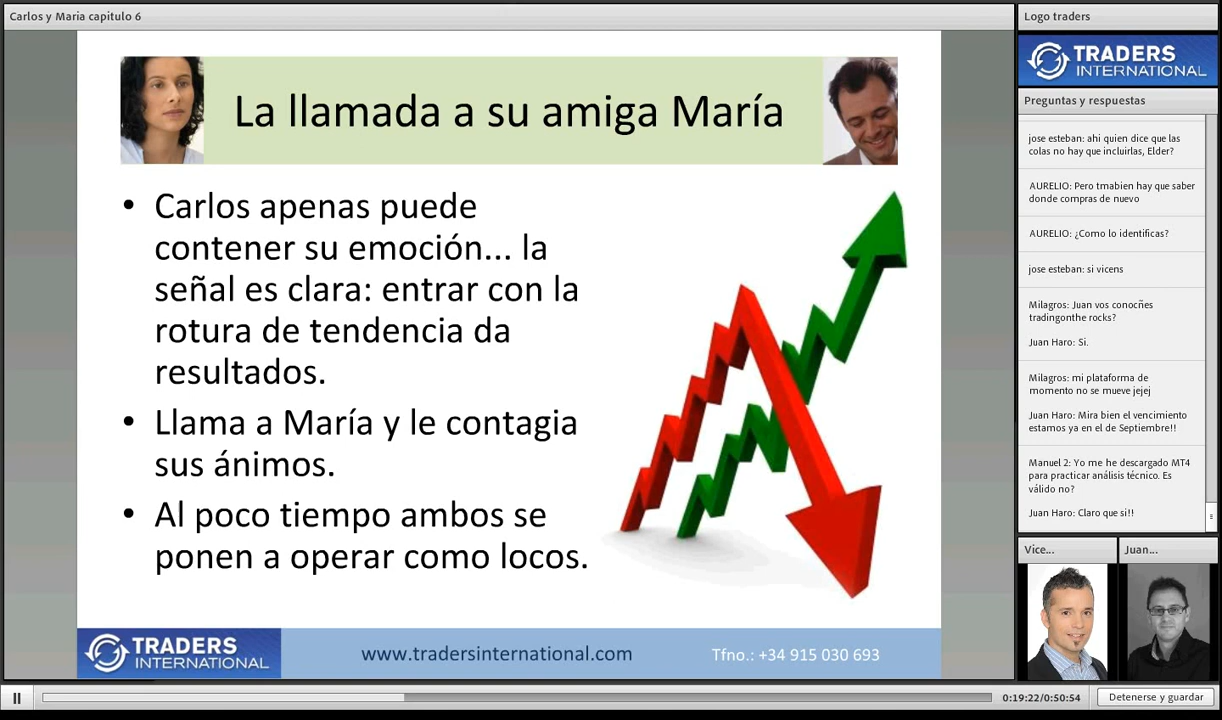 Carlos y Maria capitulo 6
La llamada a su amiga María
• Carlos apenas puede
contener su emoción... la
señal es clara: entrar con la
rotura de tendencia da
resultados.
• Llama a María y le contagia
sus ánimos.
• Al poco tiempo ambos se
ponen a operar como locos.
TRADERS
INTERNATIONAL
www.tradersinternational.com
Tfno.: +34 915 030 693
Logo traders
TRADERS
INTERNATIONAL
Preguntas y respuestas
jose esteban: ahi quien dice que las
colas no hay que incluirlas, Elder?
AURELIO: Pero tmabien hay que saber
donde compras de nuevo
AURELIO: ¿Como lo identificas?
jose esteban: si vicens
Milagros: Juan vos conocñes
tradingonthe rocks?
Juan Haro: Si.
Milagros: mi plataforma de
momento no se mueve jejej
Juan Haro: Mira bien el vencimiento
estamos ya en el de Septiembre!!
Manuel 2: Yo me he descargado MT4
para practicar análisis técnico. Es
válido no?
Juan Haro: Claro que si!!
Vice...
Juan...
0:19:22/0:50:54
Detenerse y guardar